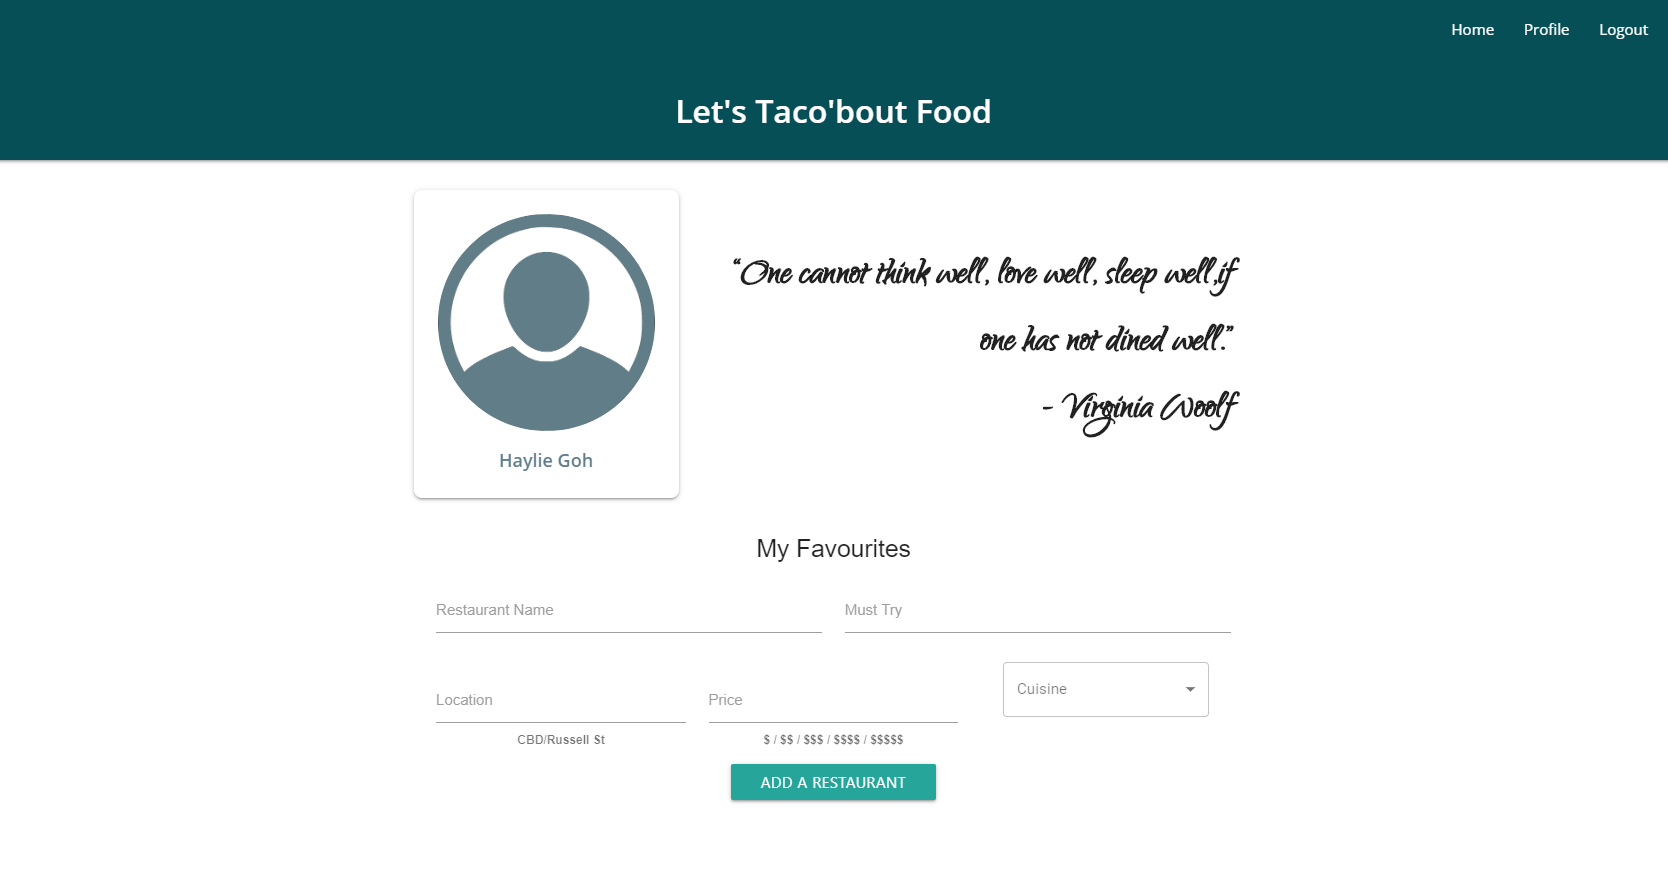 Home Profile Logout
Let's Taco'bout Food
“One cannot think well, love well, sleep well,if
one has not dined well.”
- Virginia Woolf
Haylie Goh
My Favourites
Restaurant Name Must Try
Location Price Cuisine
CBD/Russell St $ / $$ / $$$ / $$$$ / $$$$$
ADD A RESTAURANT